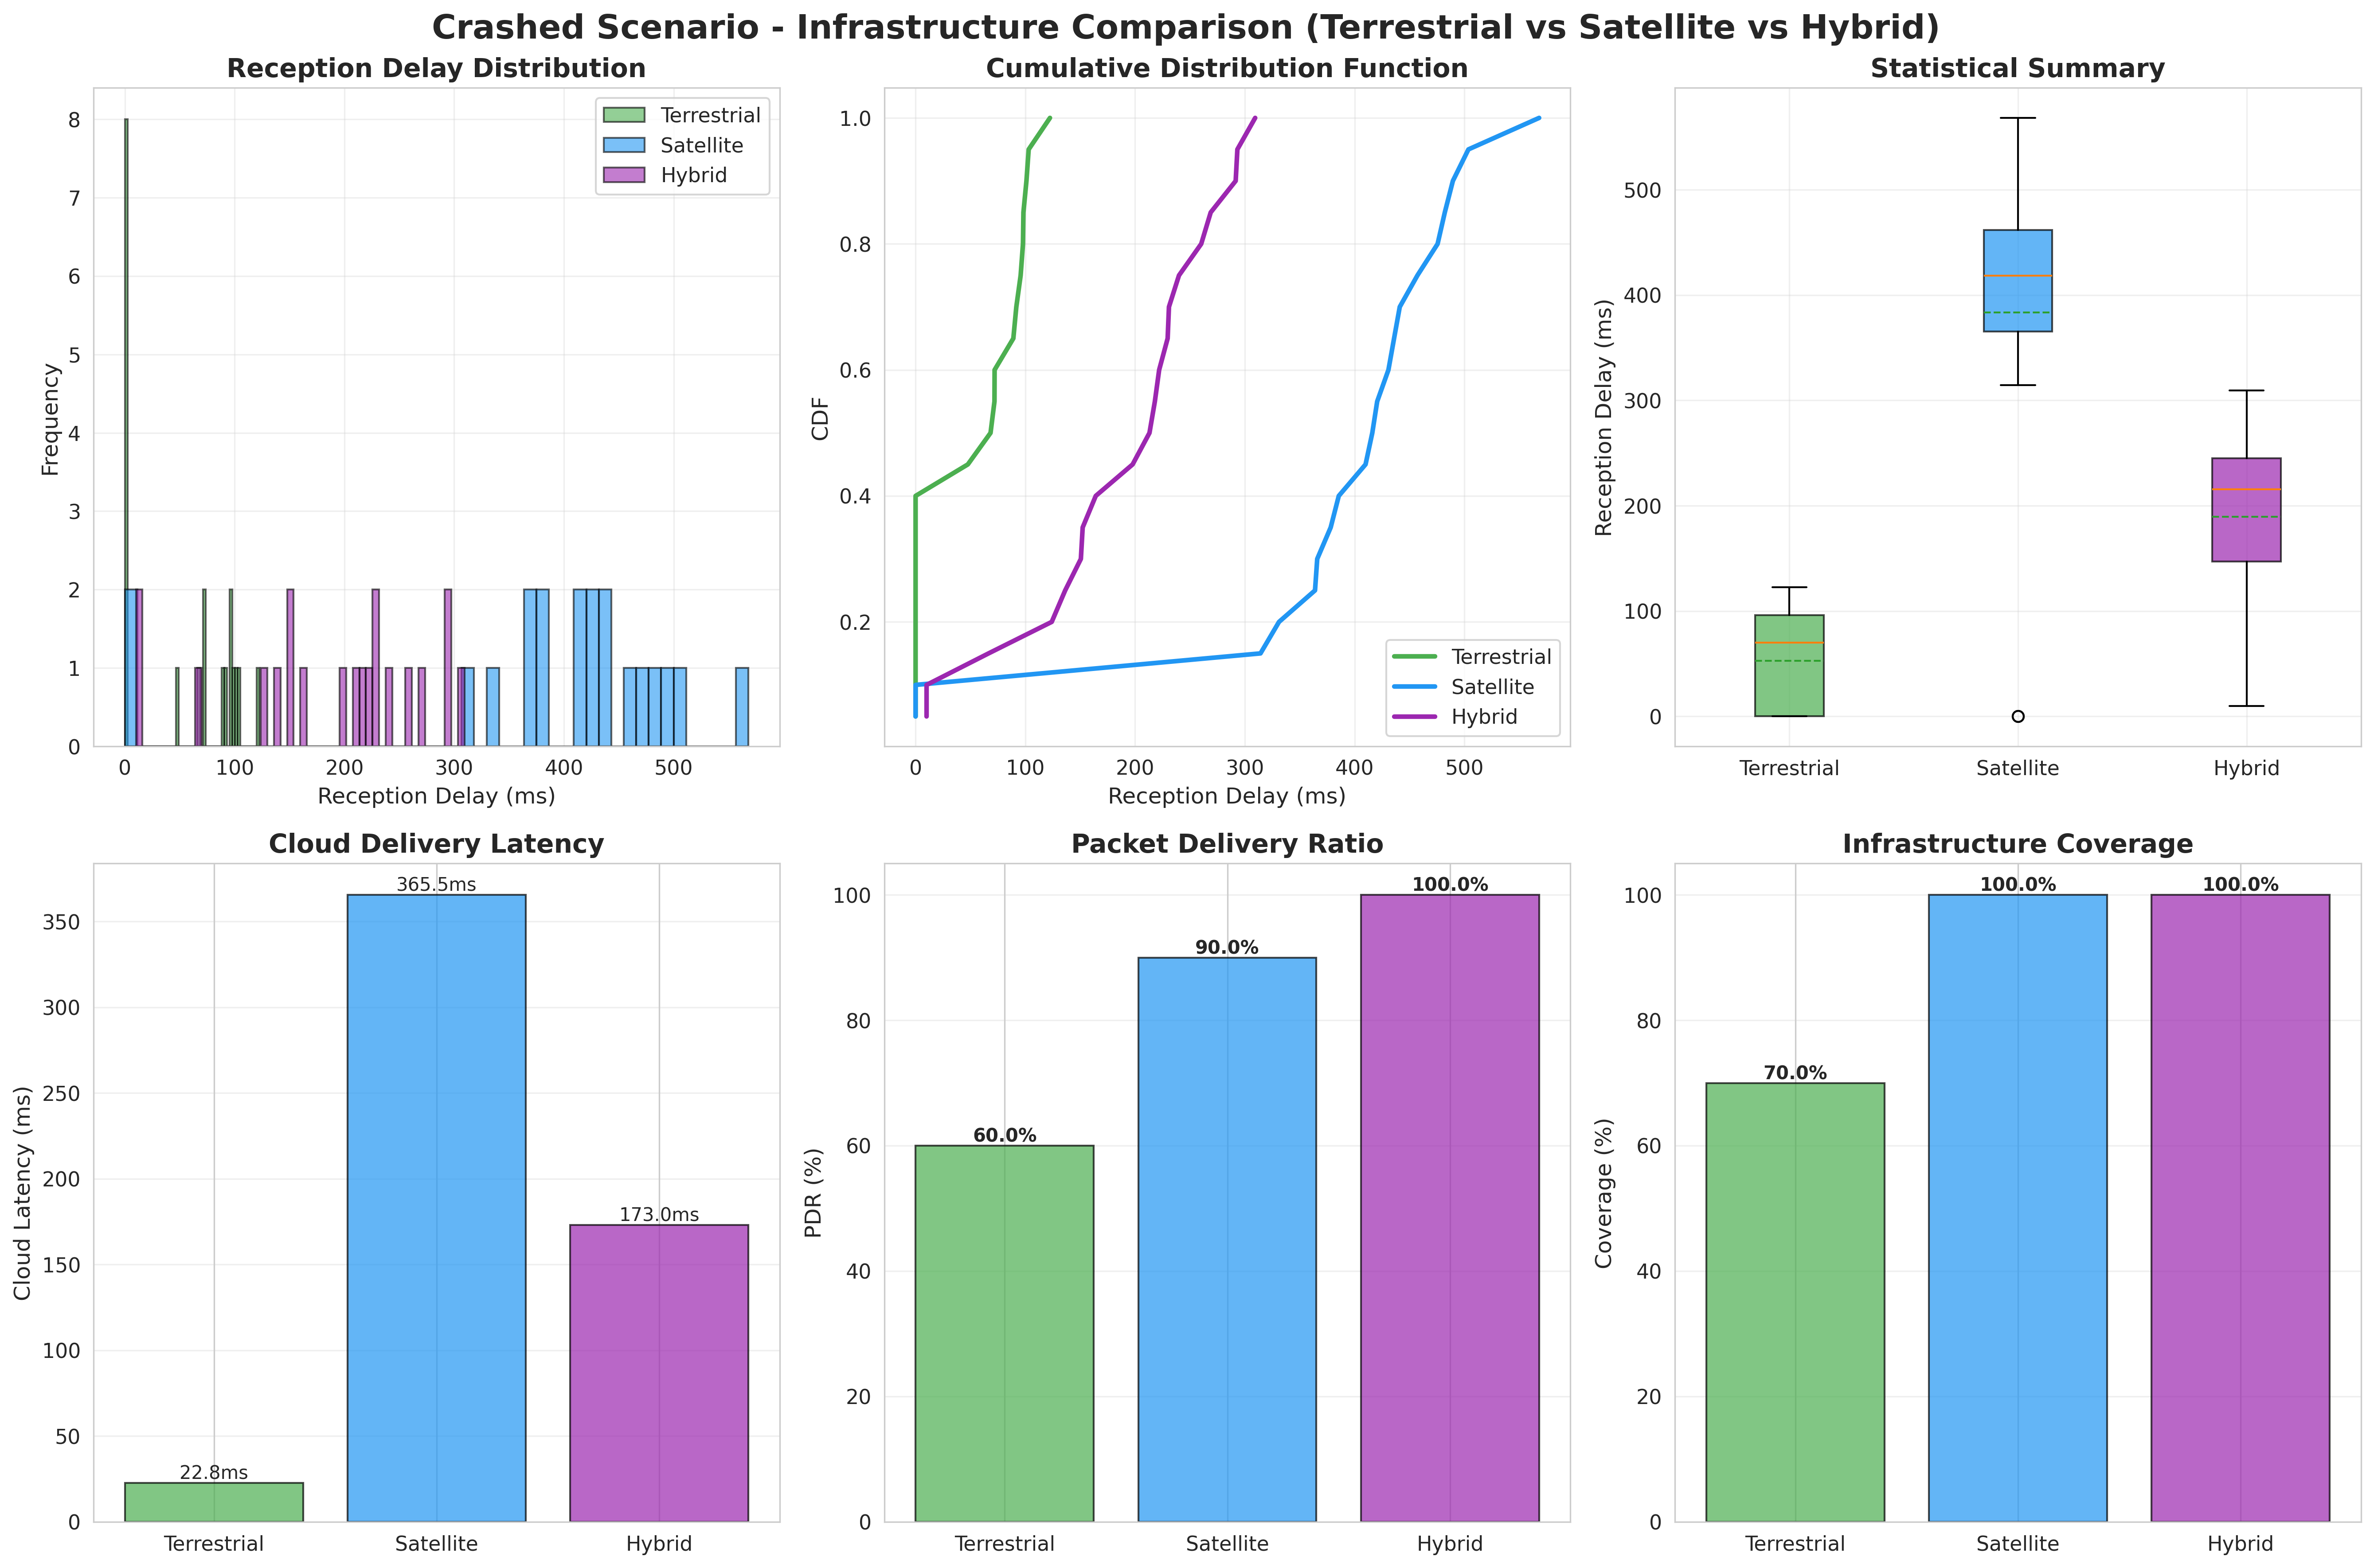 Crashed Scenario - Infrastructure Comparison (Terrestrial vs Satellite vs Hybrid)
Reception Delay Distribution
Frequency
8
7
6
5
4
3
2
1
0
0 100 200 300 400 500
Reception Delay (ms)
Terrestrial
Satellite
Hybrid
Cumulative Distribution Function
CDF
1.0
0.8
0.6
0.4
0.2
0 100 200 300 400 500
Reception Delay (ms)
Terrestrial
Satellite
Hybrid
Statistical Summary
Reception Delay (ms)
500
400
300
200
100
0
Terrestrial Satellite Hybrid
Cloud Delivery Latency
Cloud Latency (ms)
350
300
250
200
150
100
50
0
22.8ms
365.5ms
173.0ms
Terrestrial Satellite Hybrid
Packet Delivery Ratio
PDR (%)
100
80
60
40
20
0
60.0%
90.0%
100.0%
Terrestrial Satellite Hybrid
Infrastructure Coverage
Coverage (%)
100
80
60
40
20
0
70.0%
100.0%
100.0%
Terrestrial Satellite Hybrid